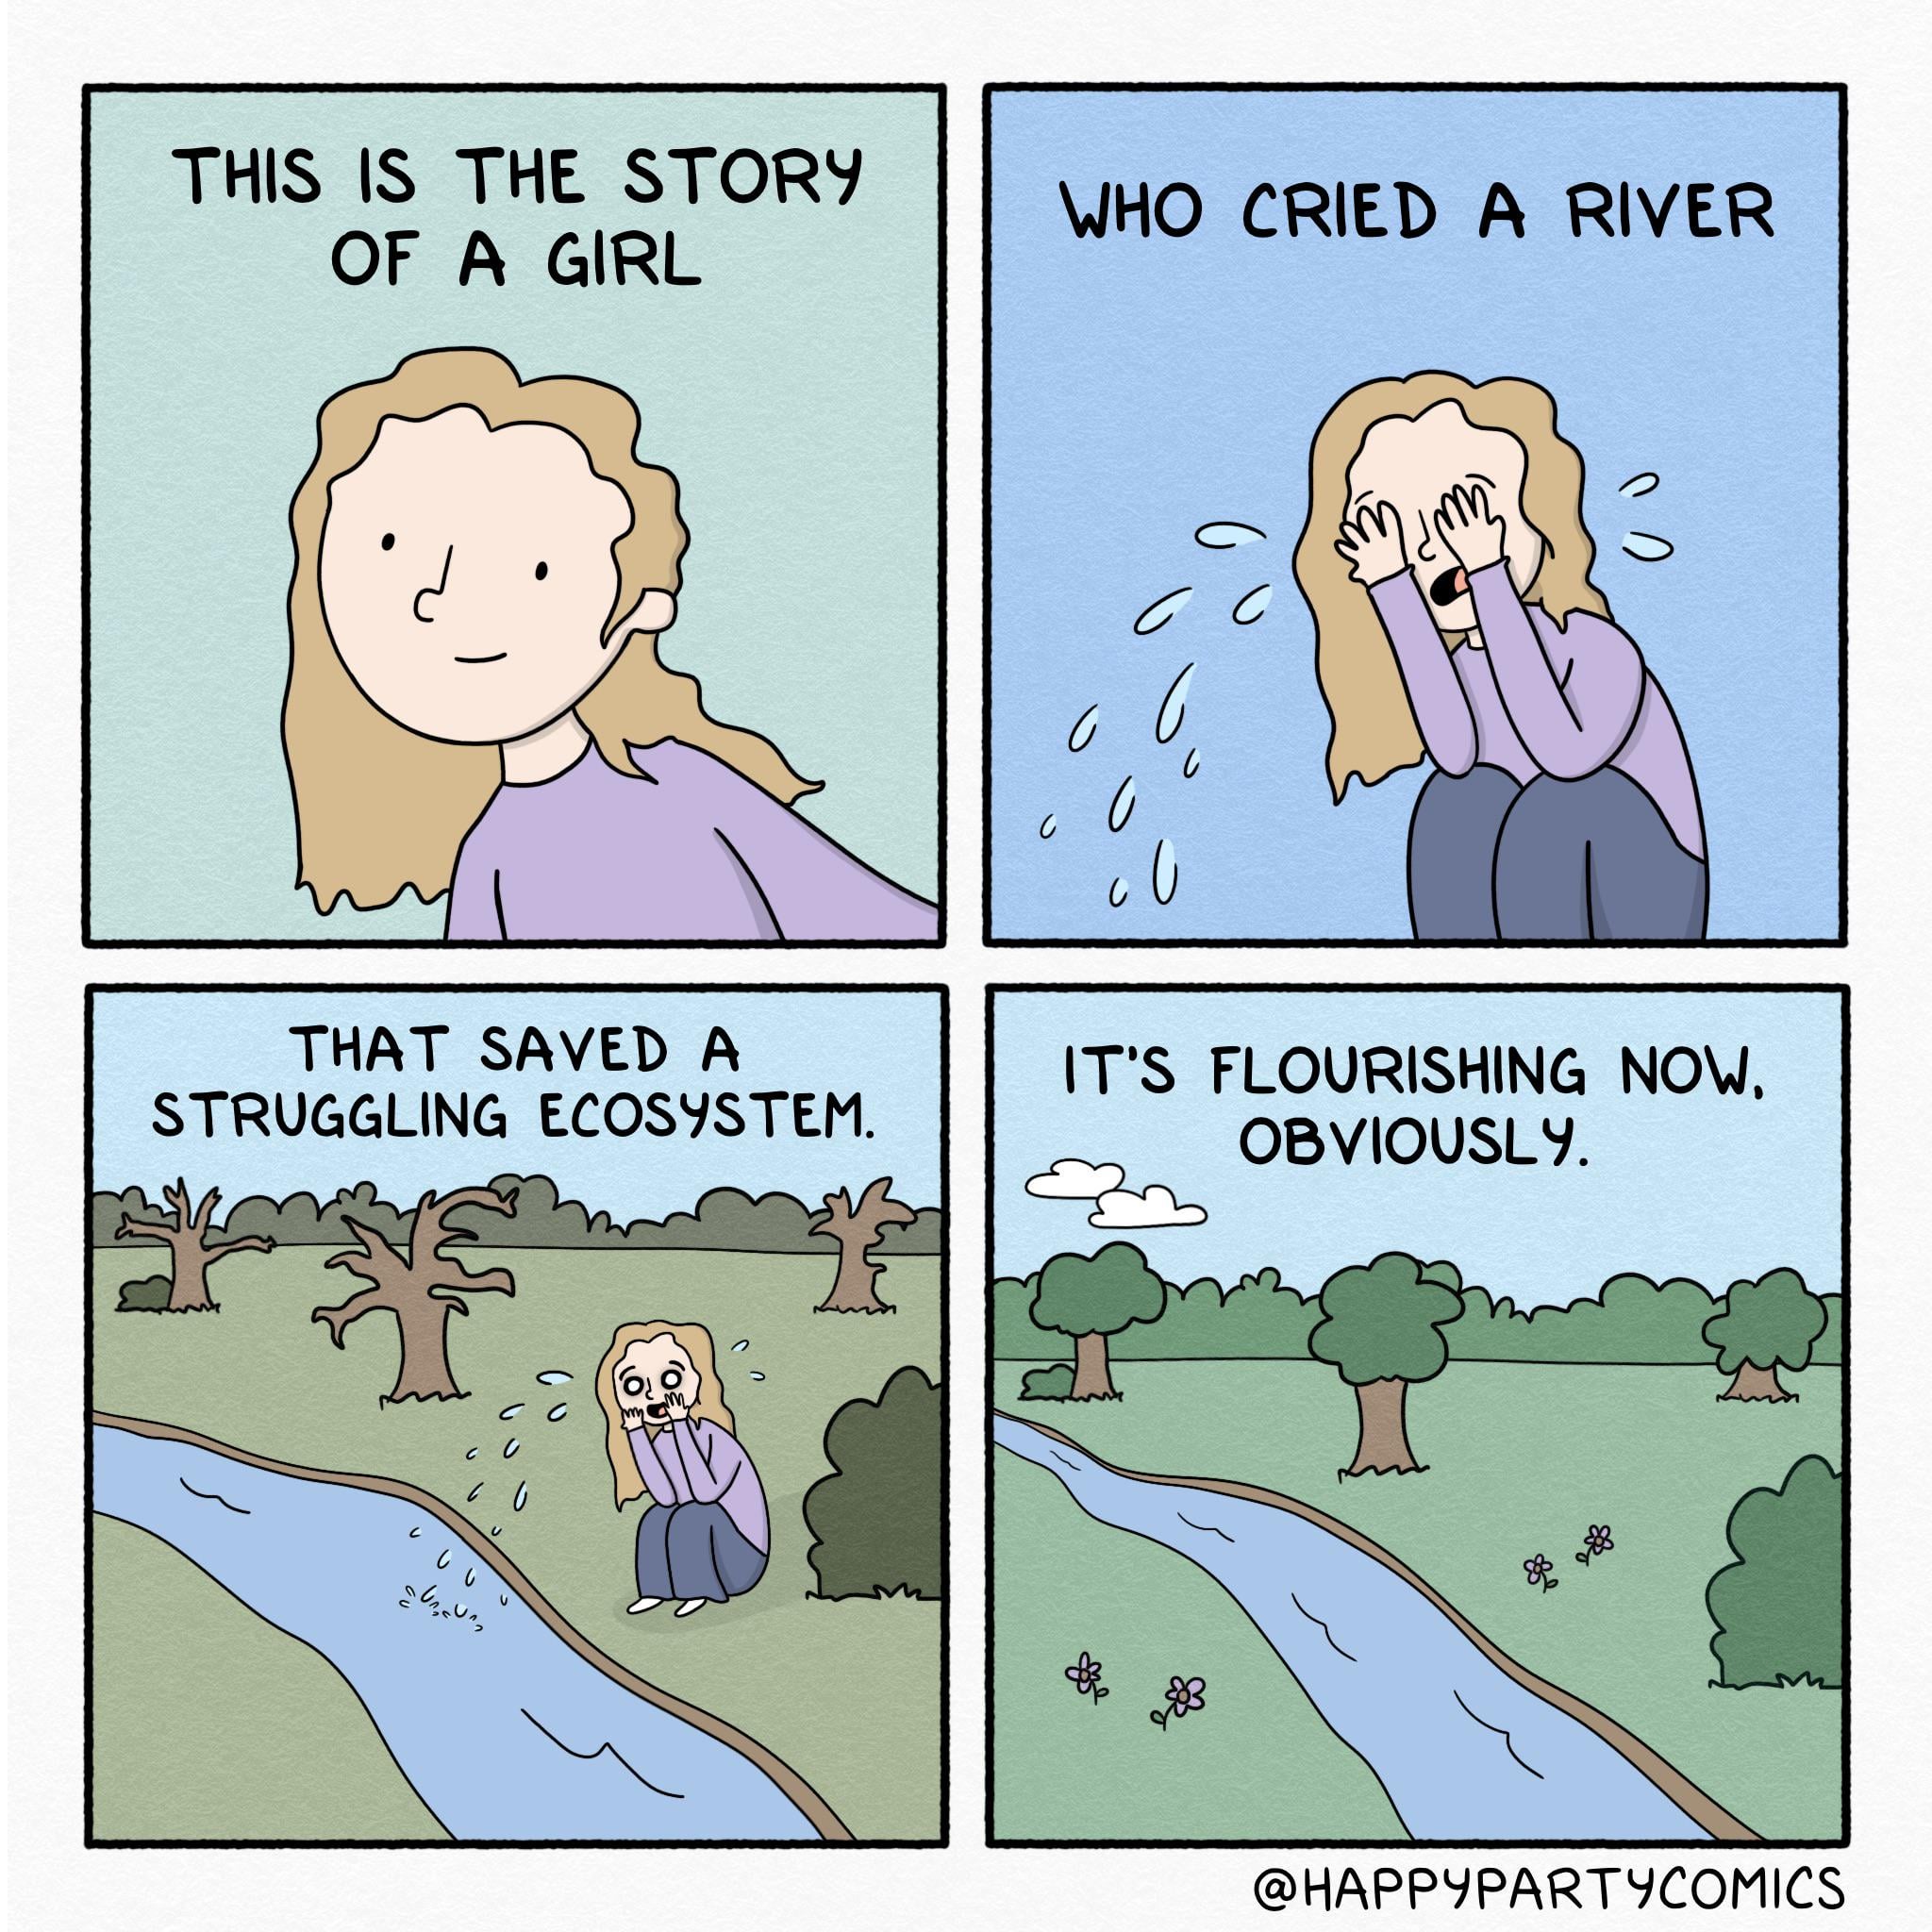 THIS IS THE STORY
OF A GIRL
WHO CRIED A RIVER
THAT SAVED A
STRUGGLING ECOSYSTEM.
IT'S FLOURISHING NOW,
OBVIOUSLY.
@HAPPYPARTYCOMICS